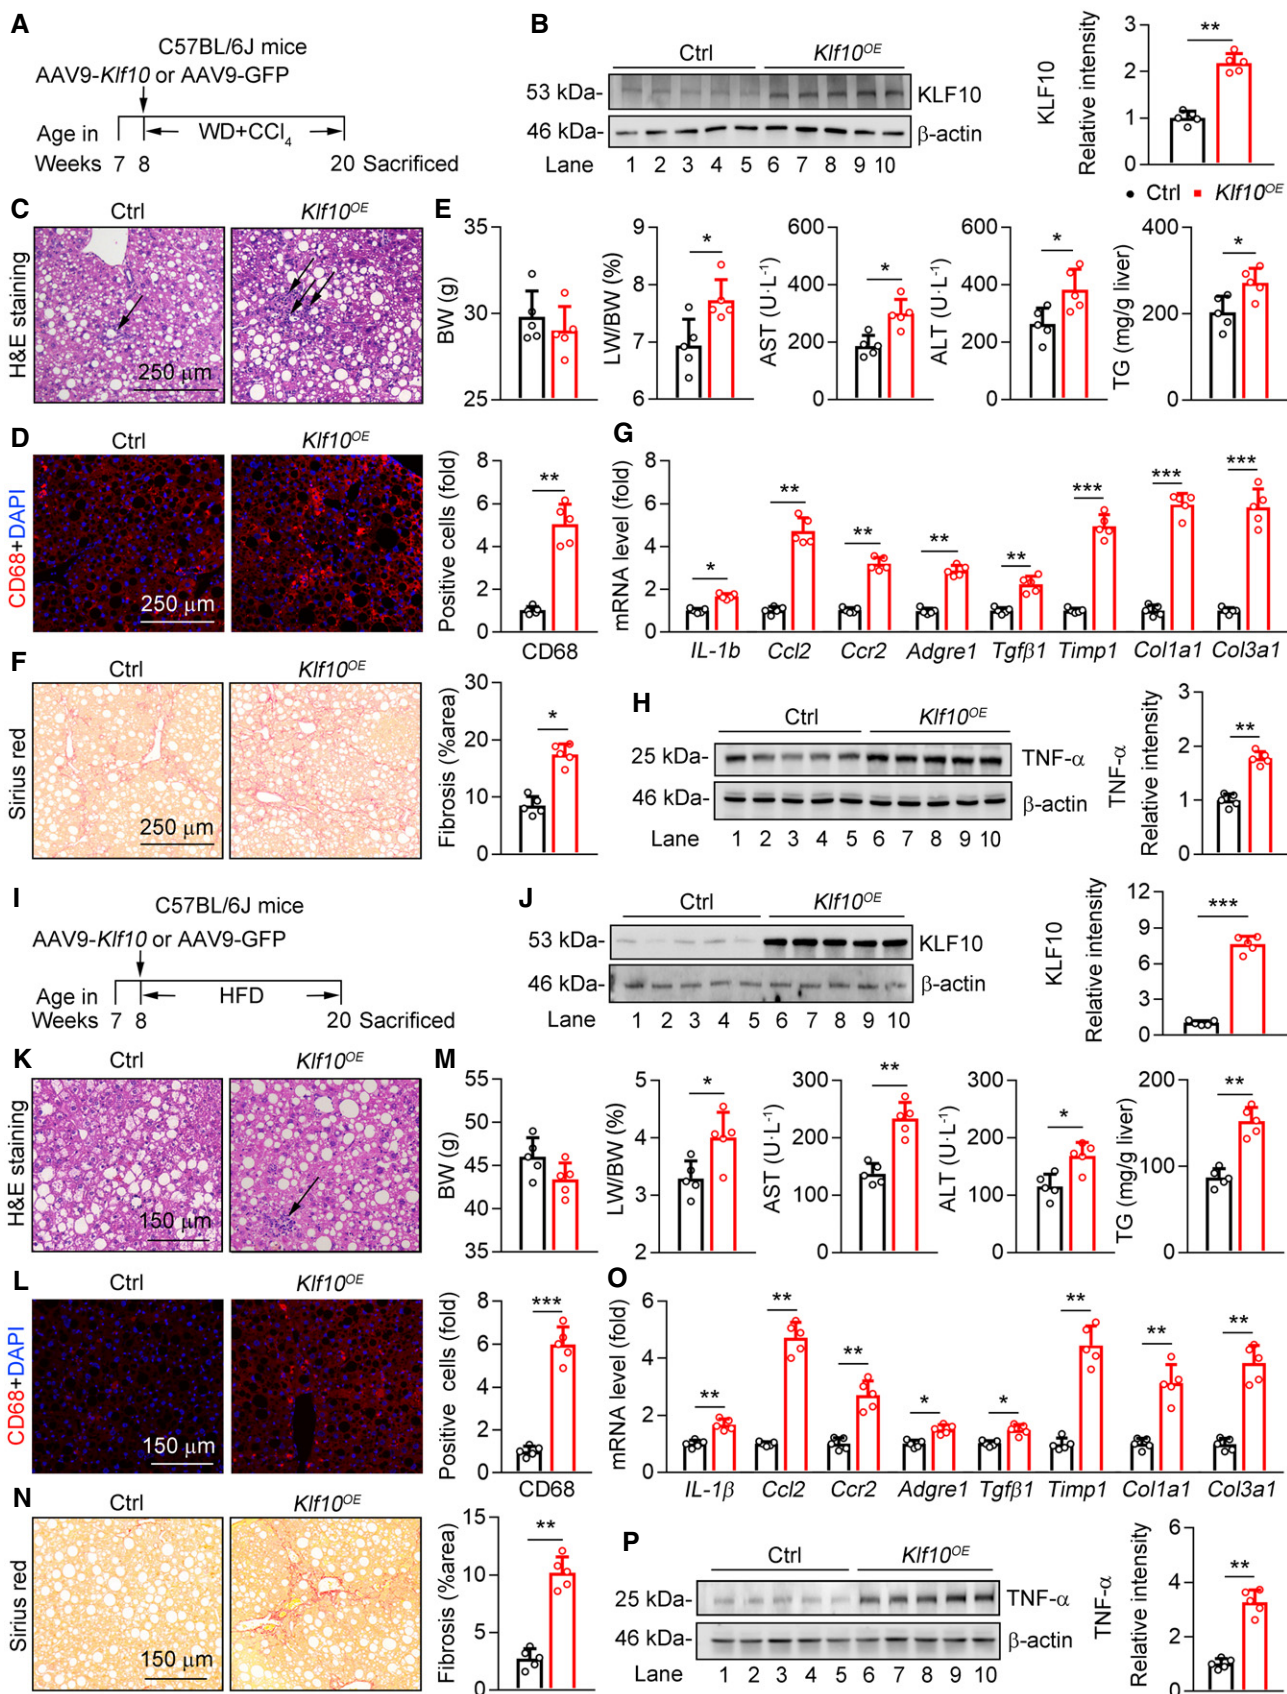 A
C57BL/6J mice
AAV9-Klf10 or AAV9-GFP
Age in
Weeks
WD+CCl4
7 8 20 Sacrificed
B
Ctrl Klf10OE
53 kDa- KLF10
46 kDa- β-actin
Lane 1 2 3 4 5 6 7 8 9 10
KLF10
Relative intensity
3
2
1
0
**
Ctrl Klf10OE
C
Ctrl Klf10OE
H&E staining
250 μm
E
BW (g)
35
30
25
LW/BW (%)
9
8
7
6
*
AST (U·L-1)
600
400
200
0
*
ALT (U·L-1)
600
400
200
0
*
TG (mg/g liver)
400
200
0
*
D
Ctrl Klf10OE
CD68+DAPI
250 μm
Positive cells (fold)
8
6
4
2
0
**
CD68
G
mRNA level (fold)
8
6
4
2
0
* ** ** ** ** *** *** ***
IL-1b Ccl2 Ccr2 Adgre1 Tgfβ1 Timp1 Col1a1 Col3a1
F
Ctrl Klf10OE
Sirius red
250 μm
Fibrosis (%area)
30
20
10
0
*
H
Ctrl Klf10OE
25 kDa- TNF-α
46 kDa- β-actin
Lane 1 2 3 4 5 6 7 8 9 10
TNF-α
Relative intensity
3
2
1
0
**
I
C57BL/6J mice
AAV9-Klf10 or AAV9-GFP
Age in
Weeks
HFD
7 8 20 Sacrificed
J
Ctrl Klf10OE
53 kDa- KLF10
46 kDa- β-actin
Lane 1 2 3 4 5 6 7 8 9 10
KLF10
Relative intensity
12
9
6
3
0
***
K
Ctrl Klf10OE
H&E staining
150 μm
M
BW (g)
55
50
45
40
35
LW/BW (%)
5
4
3
2
*
AST (U·L-1)
300
200
100
0
**
ALT (U·L-1)
300
200
100
0
*
TG (mg/g liver)
200
100
0
**
L
Ctrl Klf10OE
CD68+DAPI
150 μm
Positive cells (fold)
8
6
4
2
0
***
CD68
O
mRNA level (fold)
6
4
2
0
** ** ** * * ** ** **
IL-1β Ccl2 Ccr2 Adgre1 Tgfβ1 Timp1 Col1a1 Col3a1
N
Ctrl Klf10OE
Sirius red
150 μm
Fibrosis (%area)
15
10
5
0
**
P
Ctrl Klf10OE
25 kDa- TNF-α
46 kDa- β-actin
Lane 1 2 3 4 5 6 7 8 9 10
TNF-α
Relative intensity
6
4
2
0
**